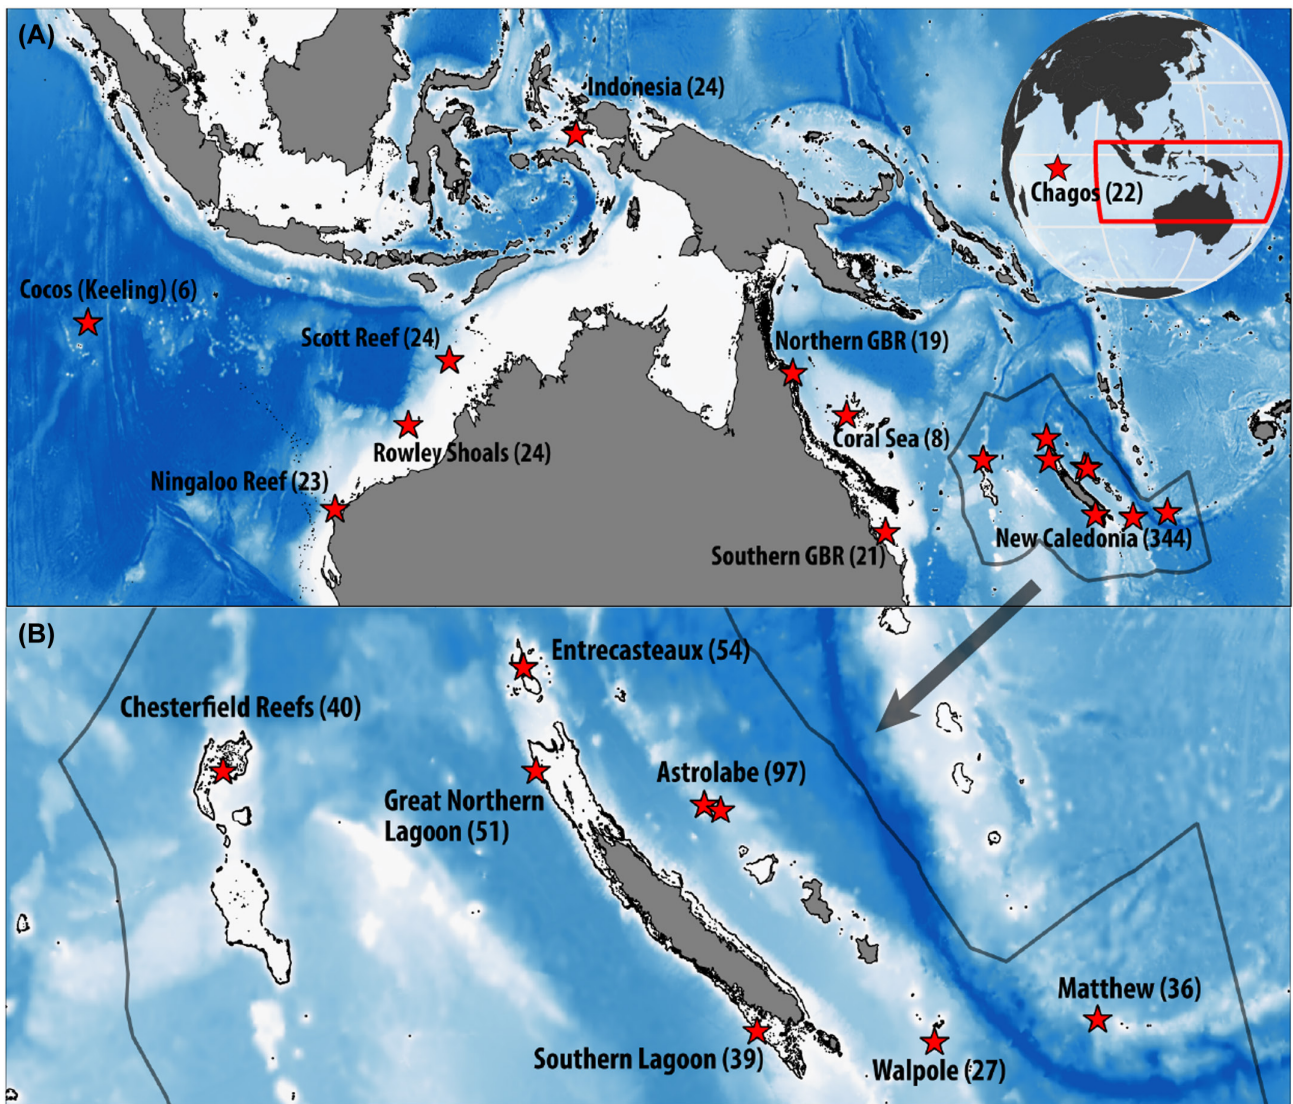 (A)
Indonesia (24)
Chagos (22)
Cocos (Keeling) (6)
Scott Reef (24)
Northern GBR (19)
Coral Sea (8)
Rowley Shoals (24)
Ningaloo Reef (23)
New Caledonia (344)
Southern GBR (21)
(B)
Entrecasteaux (54)
Chesterfield Reefs (40)
Astrolabe (97)
Great Northern
Lagoon (51)
Matthew (36)
Southern Lagoon (39)
Walpole (27)